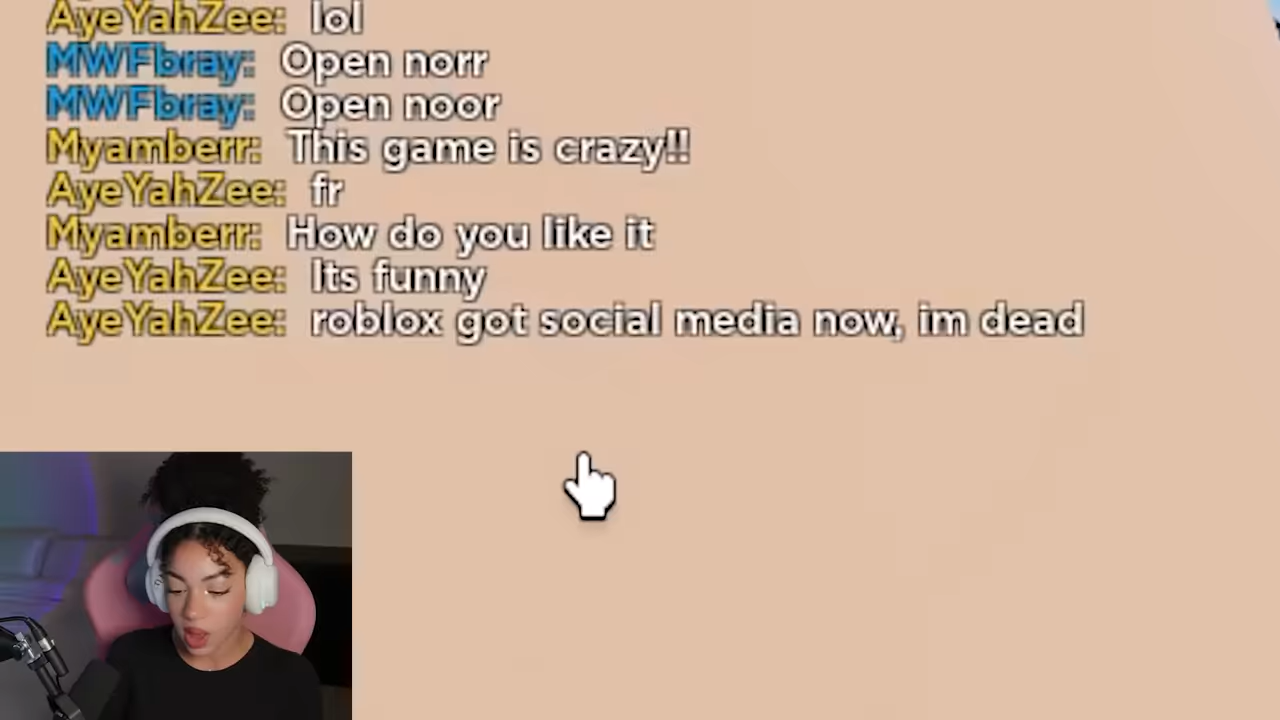 AyeYahZee: lol
MWFbray: Open norr
MWFbray: Open noor
Myamberr: This game is crazy!!
AyeYahZee: fr
Myamberr: How do you like it
AyeYahZee: Its funny
AyeYahZee: roblox got social media now, im dead